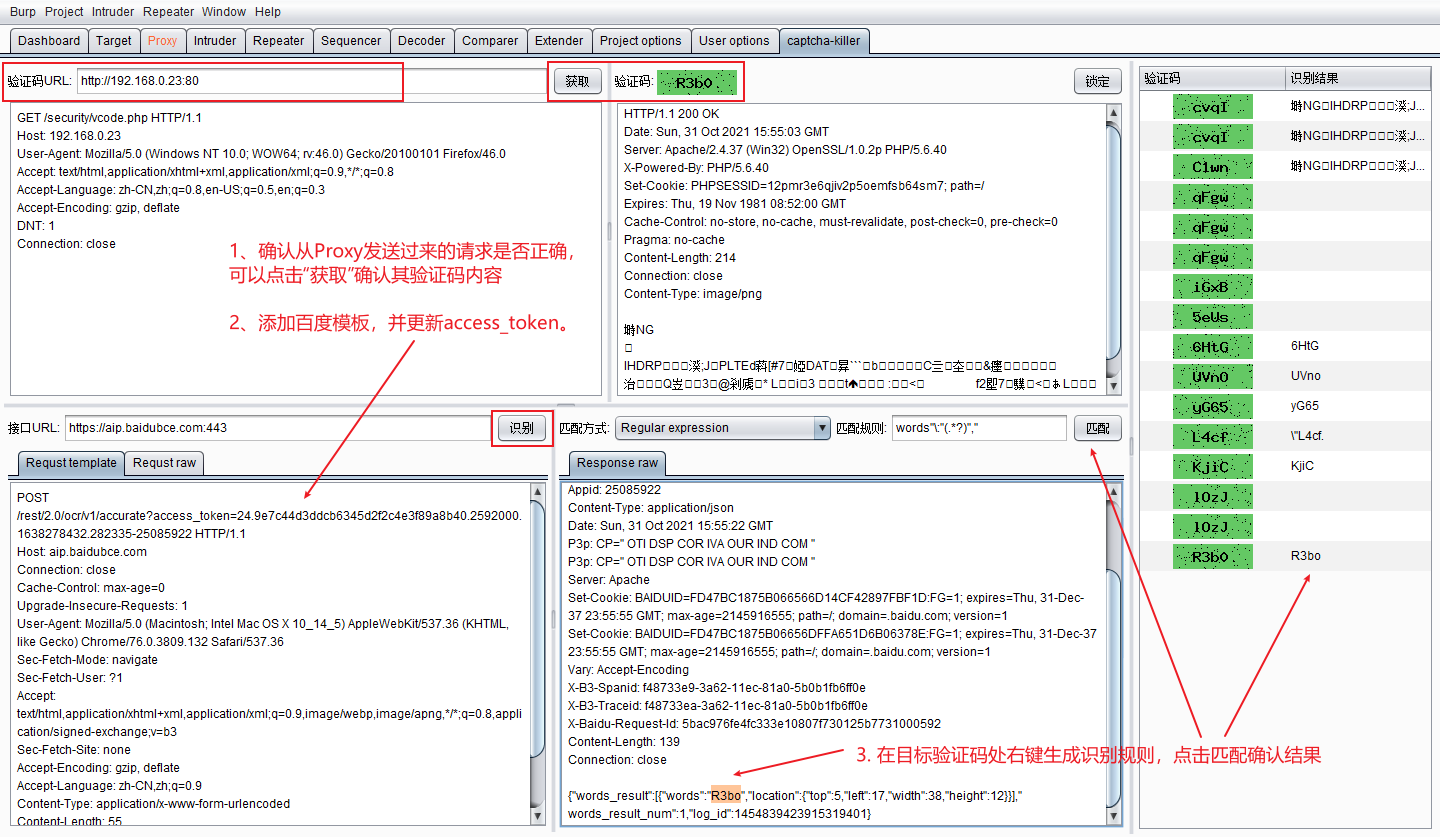 Burp Project Intruder Repeater Window Help
Dashboard Target Proxy Intruder Repeater Sequencer Decoder Comparer Extender Project options User options captcha-killer
验证码URL: http://192.168.0.23:80 获取 验证码: R3bO 锁定
GET /security/vcode.php HTTP/1.1
Host: 192.168.0.23
User-Agent: Mozilla/5.0 (Windows NT 10.0; WOW64; rv:46.0) Gecko/20100101 Firefox/46.0
Accept: text/html,application/xhtml+xml,application/xml;q=0.9,*/*;q=0.8
Accept-Language: zh-CN,zh;q=0.8,en-US;q=0.5,en;q=0.3
Accept-Encoding: gzip, deflate
DNT: 1
Connection: close
1、确认从Proxy发送过来的请求是否正确，
可以点击“获取”确认其验证码内容
2、添加百度模板，并更新access_token。
HTTP/1.1 200 OK
Date: Sun, 31 Oct 2021 15:55:03 GMT
Server: Apache/2.4.37 (Win32) OpenSSL/1.0.2p PHP/5.6.40
X-Powered-By: PHP/5.6.40
Set-Cookie: PHPSESSID=12pmr3e6qjiv2p5oemfsb64sm7; path=/
Expires: Thu, 19 Nov 1981 08:52:00 GMT
Cache-Control: no-store, no-cache, must-revalidate, post-check=0, pre-check=0
Pragma: no-cache
Content-Length: 214
Connection: close
Content-Type: image/png
塒NG
验证码 识别结果
cvqI
cvqI
C1wn
qFgw
qFgw
qFgw
iGxB
5eUs
6HtG 6HtG
UVnO UVno
yG65 yG65
L4cf \"L4cf.
KjiC KjiC
lOzJ
lOzJ
R3bO R3bo
接口URL: https://aip.baidubce.com:443 识别 匹配方式: Regular expression 匹配规则: words"\:"(.*?)"," 匹配
Requst template Requst raw
POST
/rest/2.0/ocr/v1/accurate?access_token=24.9e7c44d3ddcb6345d2f2c4e3f89a8b40.2592000.
1638278432.282335-25085922 HTTP/1.1
Host: aip.baidubce.com
Connection: close
Cache-Control: max-age=0
Upgrade-Insecure-Requests: 1
User-Agent: Mozilla/5.0 (Macintosh; Intel Mac OS X 10_14_5) AppleWebKit/537.36 (KHTML,
like Gecko) Chrome/76.0.3809.132 Safari/537.36
Sec-Fetch-Mode: navigate
Sec-Fetch-User: ?1
Accept:
text/html,application/xhtml+xml,application/xml;q=0.9,image/webp,image/apng,*/*;q=0.8,appli
cation/signed-exchange;v=b3
Sec-Fetch-Site: none
Accept-Encoding: gzip, deflate
Accept-Language: zh-CN,zh;q=0.9
Content-Type: application/x-www-form-urlencoded
Content-Length: 55
Response raw
Appid: 25085922
Content-Type: application/json
Date: Sun, 31 Oct 2021 15:55:22 GMT
P3p: CP=" OTI DSP COR IVA OUR IND COM "
P3p: CP=" OTI DSP COR IVA OUR IND COM "
Server: Apache
Set-Cookie: BAIDUID=FD47BC1875B066566D14CF42897FBF1D:FG=1; expires=Thu, 31-Dec-
37 23:55:55 GMT; max-age=2145916555; path=/; domain=.baidu.com; version=1
Set-Cookie: BAIDUID=FD47BC1875B06656DFFA651D6B06378E:FG=1; expires=Thu, 31-Dec-37
23:55:55 GMT; max-age=2145916555; path=/; domain=.baidu.com; version=1
Vary: Accept-Encoding
X-B3-Spanid: f48733e9-3a62-11ec-81a0-5b0b1fb6ff0e
X-B3-Traceid: f48733ea-3a62-11ec-81a0-5b0b1fb6ff0e
X-Baidu-Request-Id: 5bac976fe4fc333e10807f730125b7731000592
Content-Length: 139
Connection: close
3. 在目标验证码处右键生成识别规则，点击匹配确认结果
{"words_result":[{"words":"R3bo","location":{"top":5,"left":17,"width":38,"height":12}}],"
words_result_num":1,"log_id":1454839423915319401}